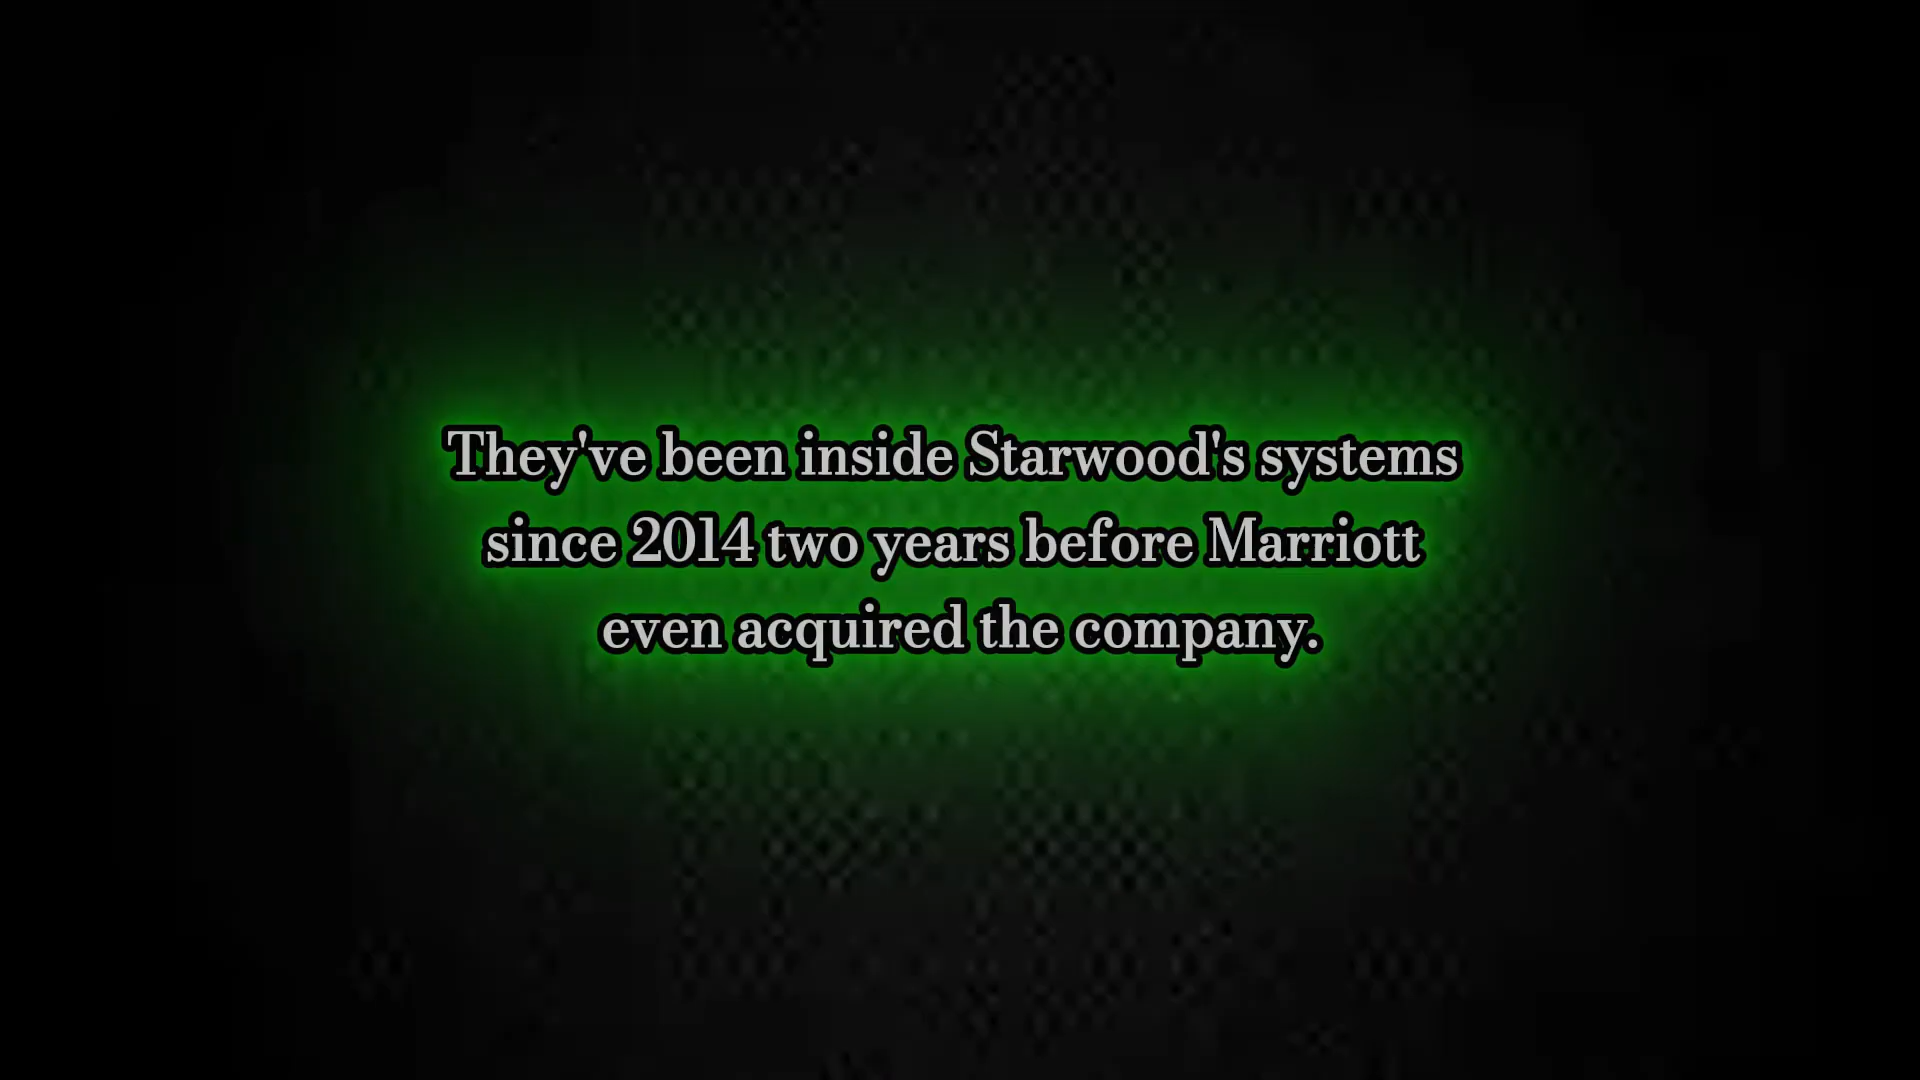 They've been inside Starwood's systems
since 2014 two years before Marriott
even acquired the company.